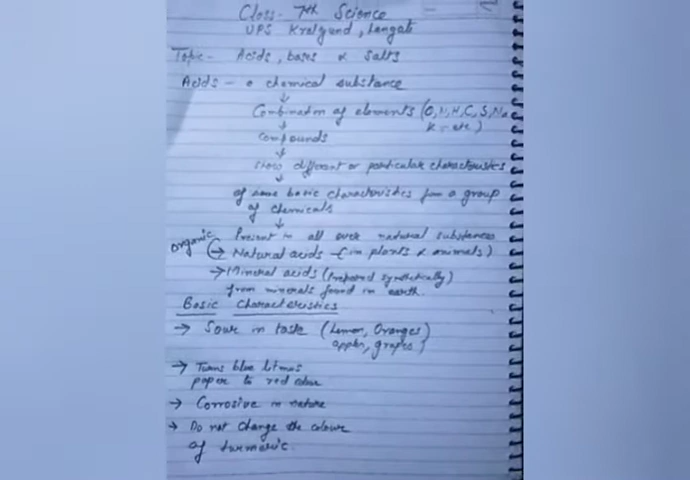 Class- 7th Science
UPS Kralgund, Langate
Topic- Acids, bases & Salts
Acids - a chemical substance
↓
Combination of elements (O, N, H, C, S, Na
K - etc)
↓
compounds
↓
show different or particular characteristics
↓
of same basic characteristics form a group
of chemicals
↓
Present in all over natural substances
organic → Natural acids - (in plants & animals)
→ Mineral acids (Prepared synthetically)
from minerals found in earth.
Basic Characteristics
→ Sour in taste (Lemon, Oranges)
apples, grapes)
→ Turns blue litmus
paper to red colour
→ Corrosive in nature
→ Do not change the colour
of turmeric.